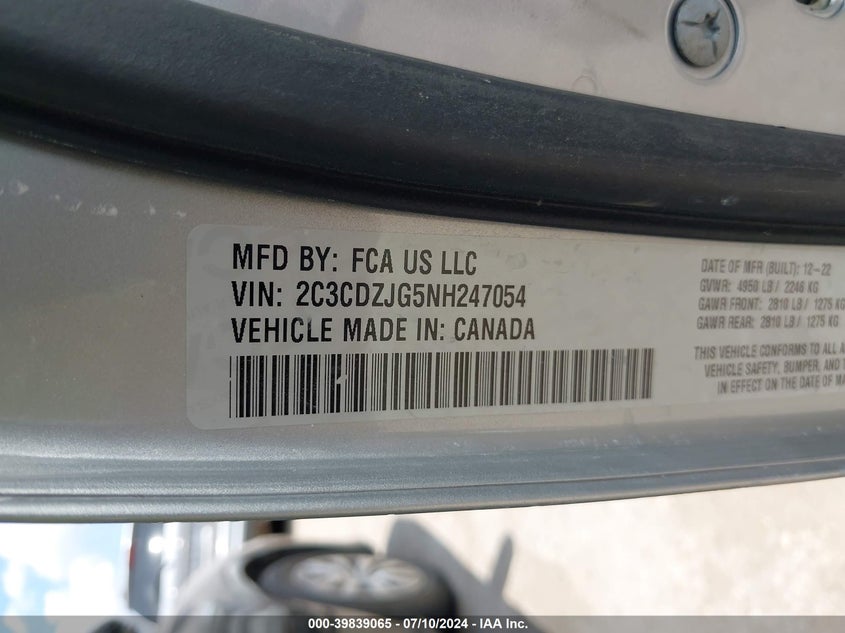 MFD BY: FCA US LLC
VIN: 2C3CDZJG5NH247054
VEHICLE MADE IN: CANADA
DATE OF MFR (BUILT): 12-22
GVWR: 4950 LB / 2246 KG
GAWR FRONT: 2810 LB / 1275 KG
GAWR REAR: 2810 LB / 1275 KG
THIS VEHICLE CONFORMS TO ALL A
VEHICLE SAFETY, BUMPER, AND T
IN EFFECT ON THE DATE OF MA
000-39839065 - 07/10/2024 - IAA Inc.